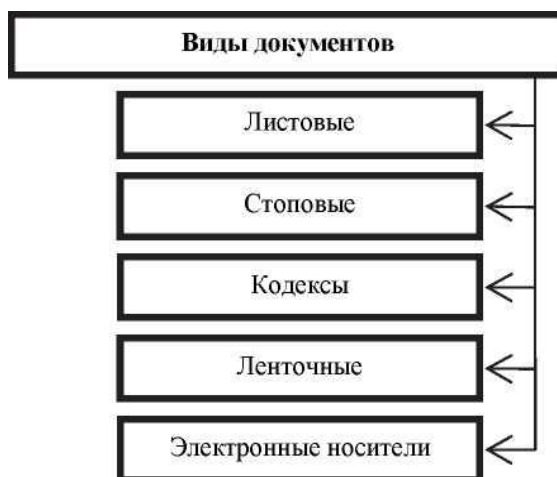 Виды документов
Листовые
Стоповые
Кодексы
Ленточные
Электронные носители